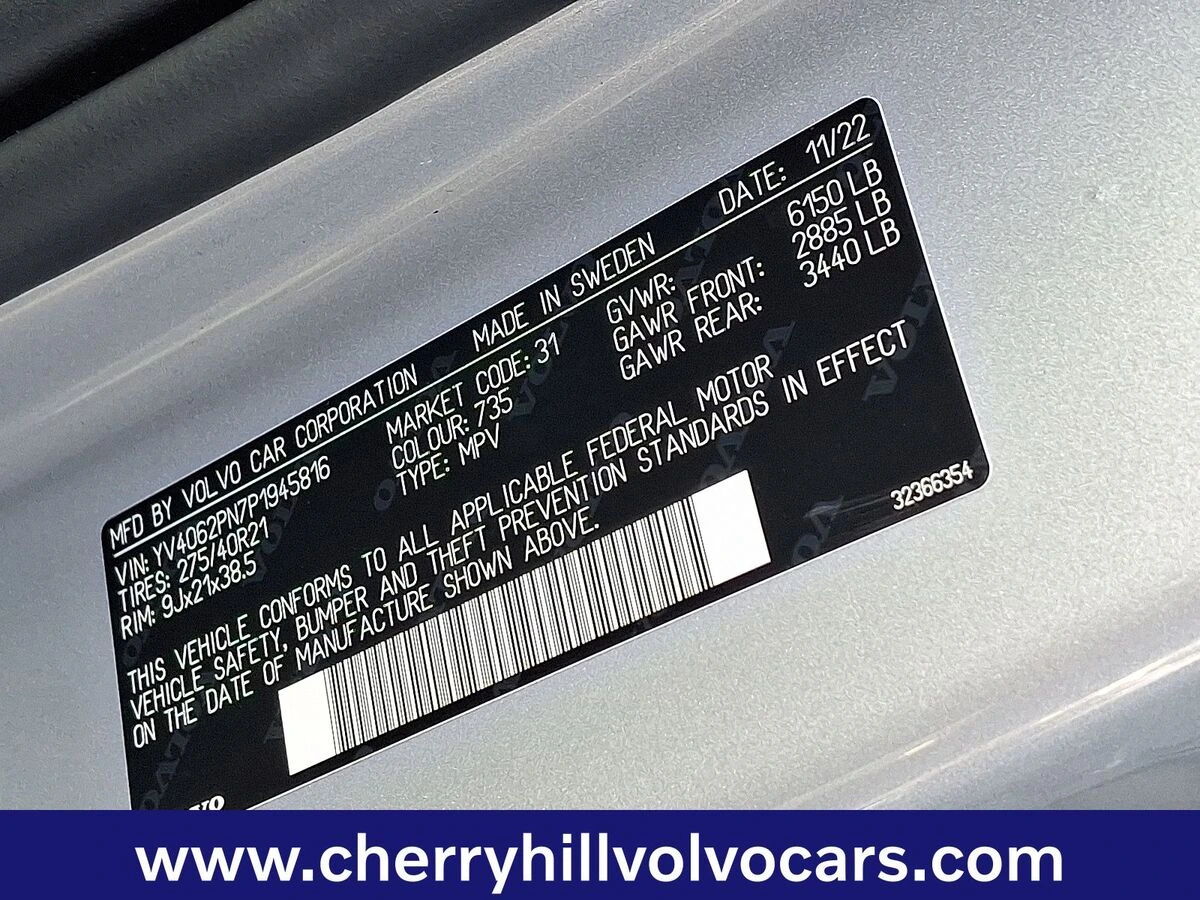 MFD BY VOLVO CAR CORPORATION MADE IN SWEDEN DATE: 11/22
VIN: YV4062PN7P1945816 MARKET CODE: 31 GVWR: 6150 LB
TIRES: 275/40R21 COLOUR: 735 GAWR FRONT: 2885 LB
RIM: 9Jx21x38.5 TYPE: MPV GAWR REAR: 3440 LB
THIS VEHICLE CONFORMS TO ALL APPLICABLE FEDERAL MOTOR
VEHICLE SAFETY, BUMPER AND THEFT PREVENTION STANDARDS IN EFFECT
ON THE DATE OF MANUFACTURE SHOWN ABOVE.
32366354
www.cherryhillvolvocars.com